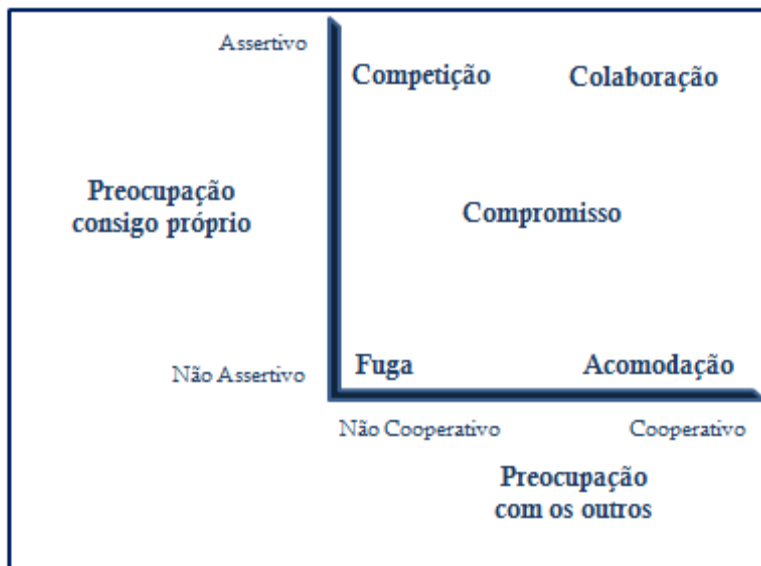 Assertivo
Competição
Colaboração
Preocupação
consigo próprio
Compromisso
Fuga
Acomodação
Não Assertivo
Não Cooperativo
Cooperativo
Preocupação
com os outros